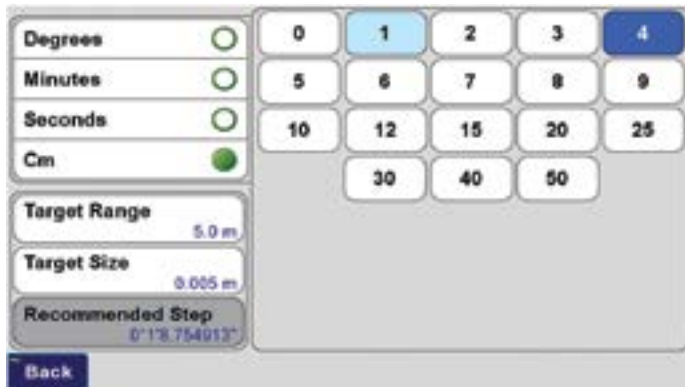 Degrees
Minutes
Seconds
Cm
Target Range
5.0 m
Target Size
0.005 m
Recommended Step
0°1'8.754913"
Back
0 1 2 3 4
5 6 7 8 9
10 12 15 20 25
30 40 50